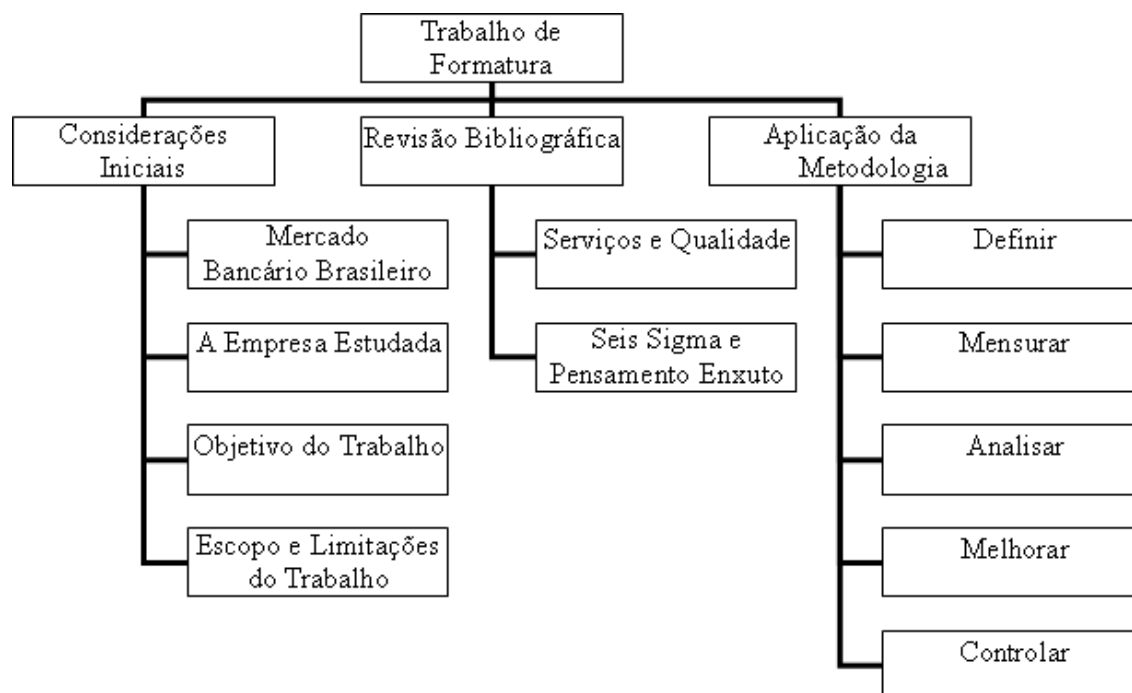 Trabalho de
Formatura
Considerações
Iniciais
Revisão Bibliográfica
Aplicação da
Metodologia
Mercado
Bancário Brasileiro
A Empresa Estudada
Objetivo do Trabalho
Escopo e Limitações
do Trabalho
Serviços e Qualidade
Seis Sigma e
Pensamento Enxuto
Definir
Mensurar
Analisar
Melhorar
Controlar